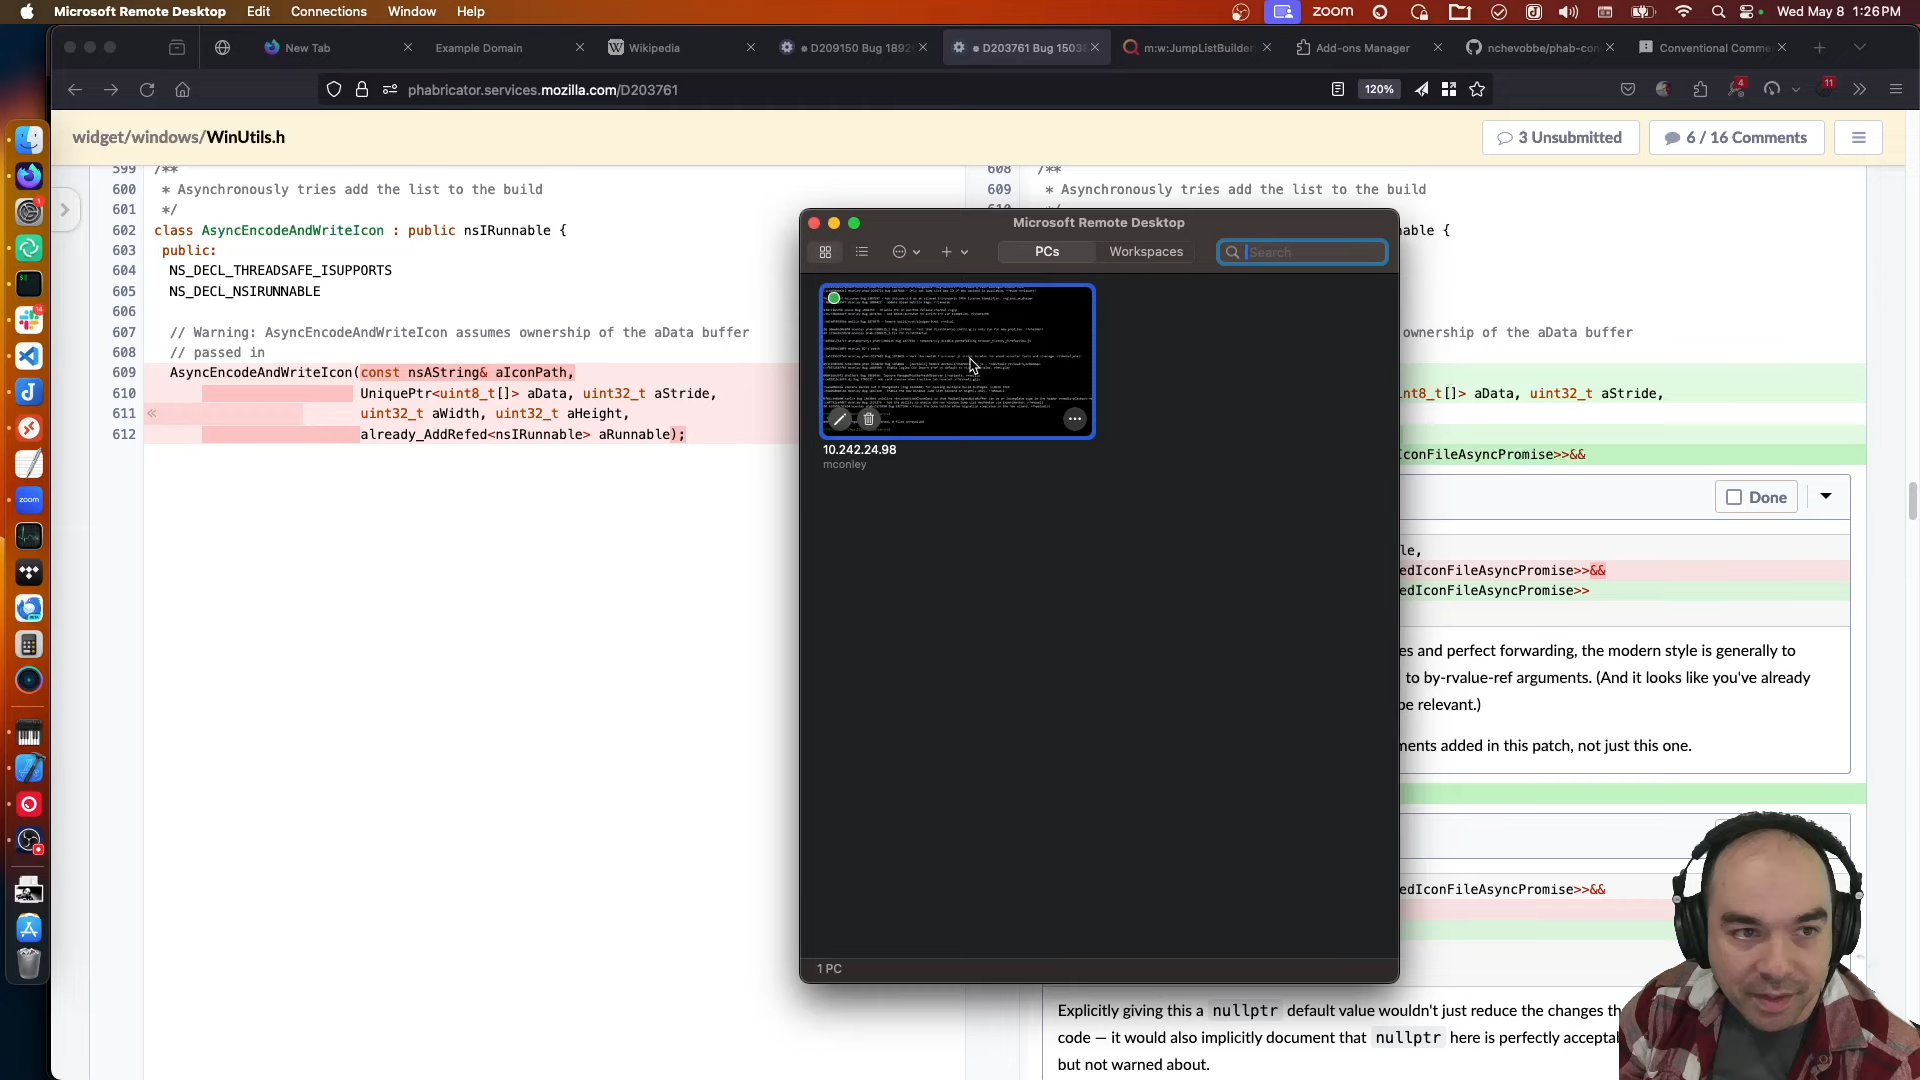 Microsoft Remote Desktop Edit Connections Window Help
zoom
Wed May 8 1:26 PM
New Tab
Example Domain
Wikipedia
D209150 Bug 1892
D203761 Bug 1503
m:w:JumpListBuilder
Add-ons Manager
nchevobbe/phab-con
Conventional Comme
phabricator.services.mozilla.com/D203761
120%
4
11
widget/windows/WinUtils.h
3 Unsubmitted
6 / 16 Comments
599 /**
600 * Asynchronously tries add the list to the build
601 */
602 class AsyncEncodeAndWriteIcon : public nsIRunnable {
603 public:
604 NS_DECL_THREADSAFE_ISUPPORTS
605 NS_DECL_NSIRUNNABLE
606
607 // Warning: AsyncEncodeAndWriteIcon assumes ownership of the aData buffer
608 // passed in
609 AsyncEncodeAndWriteIcon(const nsAString& aIconPath,
610 UniquePtr<uint8_t[]> aData, uint32_t aStride,
611 « uint32_t aWidth, uint32_t aHeight,
612 already_AddRefed<nsIRunnable> aRunnable);
608 /**
609 * Asynchronously tries add the list to the build
Microsoft Remote Desktop
PCs
Workspaces
Search
10.242.24.98
mconley
1 PC
nable {
ownership of the aData buffer
int8_t[]> aData, uint32_t aStride,
IconFileAsyncPromise>>&&
Done
le,
edIconFileAsyncPromise>>&&
edIconFileAsyncPromise>>
es and perfect forwarding, the modern style is generally to
to by-rvalue-ref arguments. (And it looks like you've already
be relevant.)
ments added in this patch, not just this one.
edIconFileAsyncPromise>>&&
Explicitly giving this a nullptr default value wouldn't just reduce the changes th
code — it would also implicitly document that nullptr here is perfectly acceptab
but not warned about.
zoom